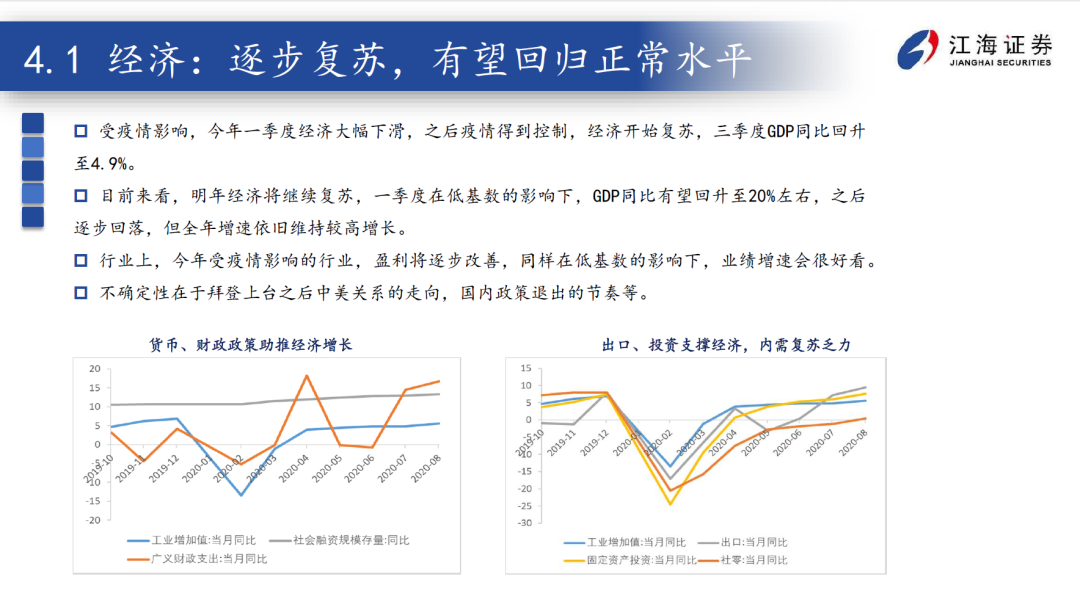 4.1 经济：逐步复苏，有望回归正常水平
江海证券
JIANGHAI SECURITIES
受疫情影响，今年一季度经济大幅下滑，之后疫情得到控制，经济开始复苏，三季度GDP同比回升
至4.9%。
目前来看，明年经济将继续复苏，一季度在低基数的影响下，GDP同比有望回升至20%左右，之后
逐步回落，但全年增速依旧维持较高增长。
行业上，今年受疫情影响的行业，盈利将逐步改善，同样在低基数的影响下，业绩增速会很好看。
不确定性在于拜登上台之后中美关系的走向，国内政策退出的节奏等。
货币、财政政策助推经济增长
20
15
10
5
0
-5
-10
-15
-20
2019-10
2019-11
2019-12
2020-01
2020-02
2020-03
2020-04
2020-05
2020-06
2020-07
2020-08
工业增加值:当月同比
社会融资规模存量:同比
广义财政支出:当月同比
出口、投资支撑经济，内需复苏乏力
15
10
5
0
-5
-10
-15
-20
-25
-30
2019-10
2019-11
2019-12
2020-01
2020-02
2020-03
2020-04
2020-05
2020-06
2020-07
2020-08
工业增加值:当月同比
出口:当月同比
固定资产投资:当月同比
社零:当月同比